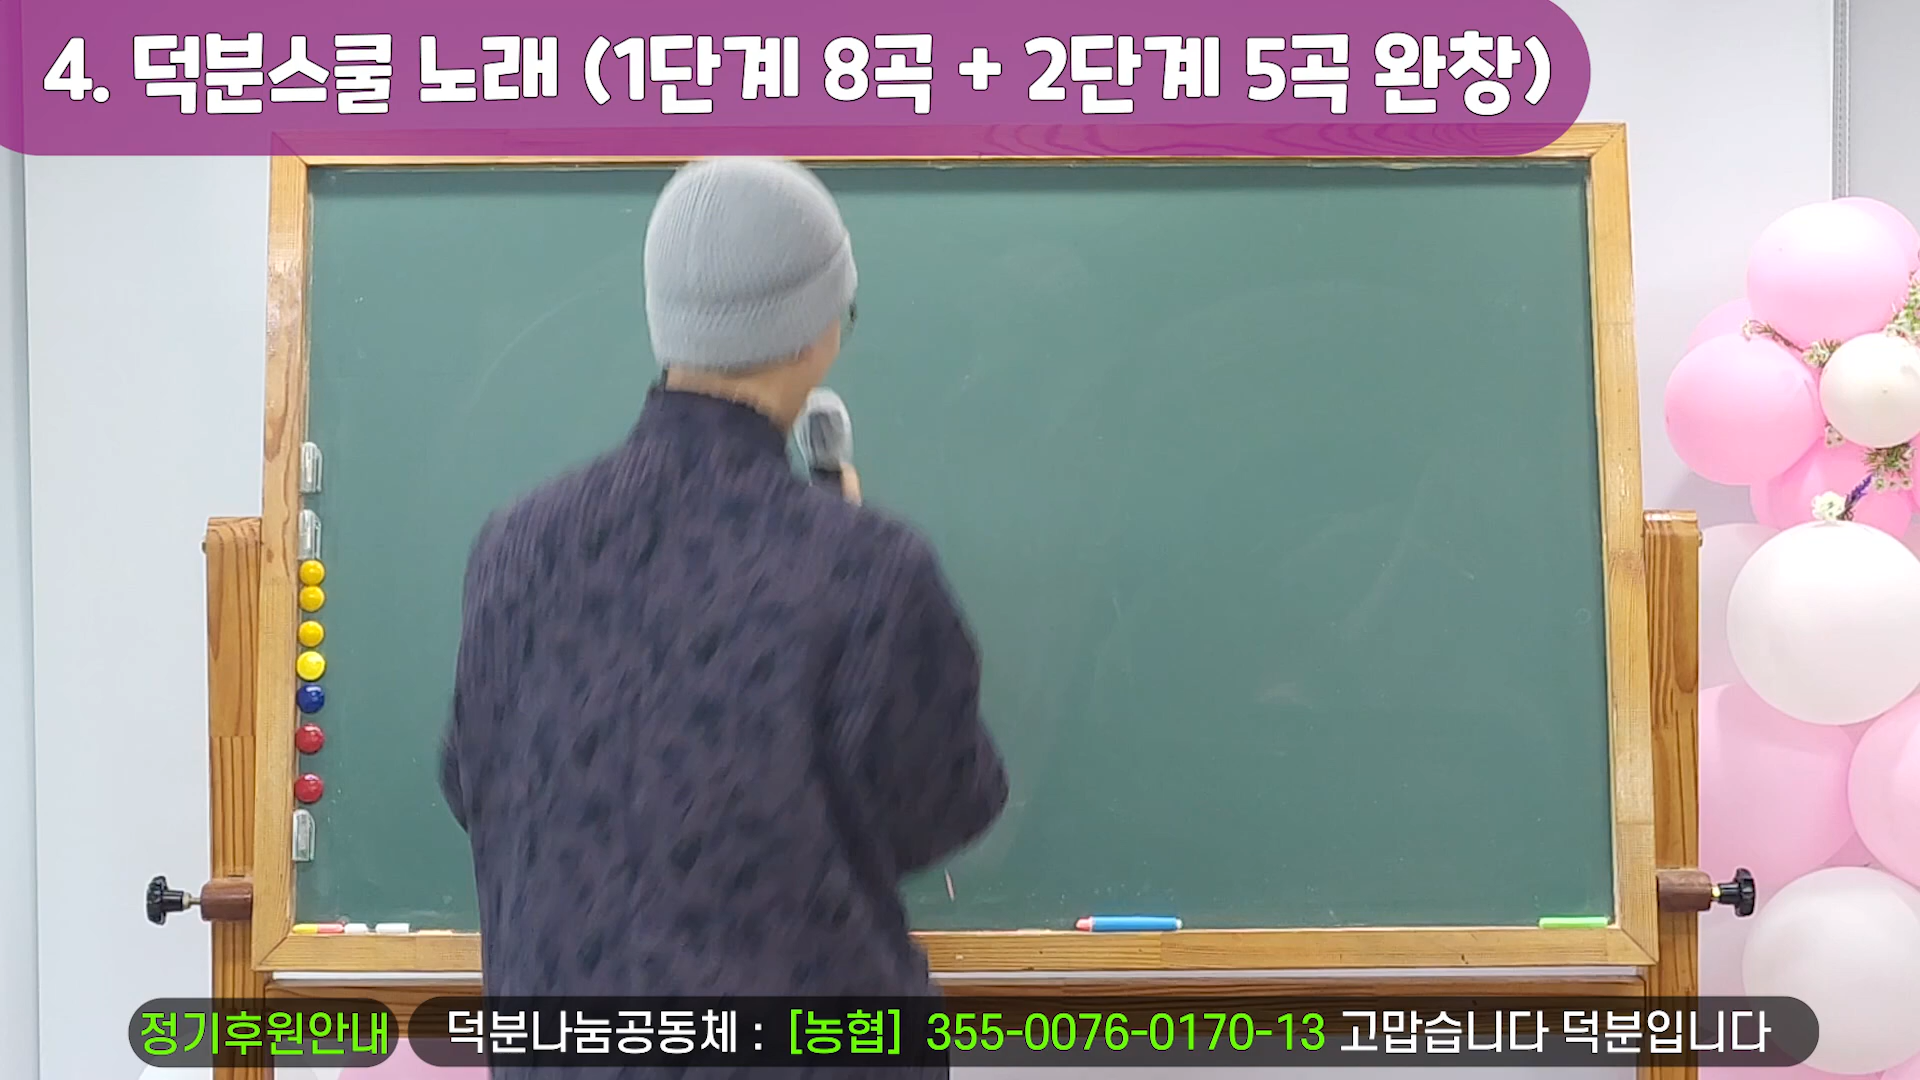 4. 덕분스쿨 노래 (1단계 8곡 + 2단계 5곡 완창)
정기후원안내 덕분나눔공동체 : [농협] 355-0076-0170-13 고맙습니다 덕분입니다